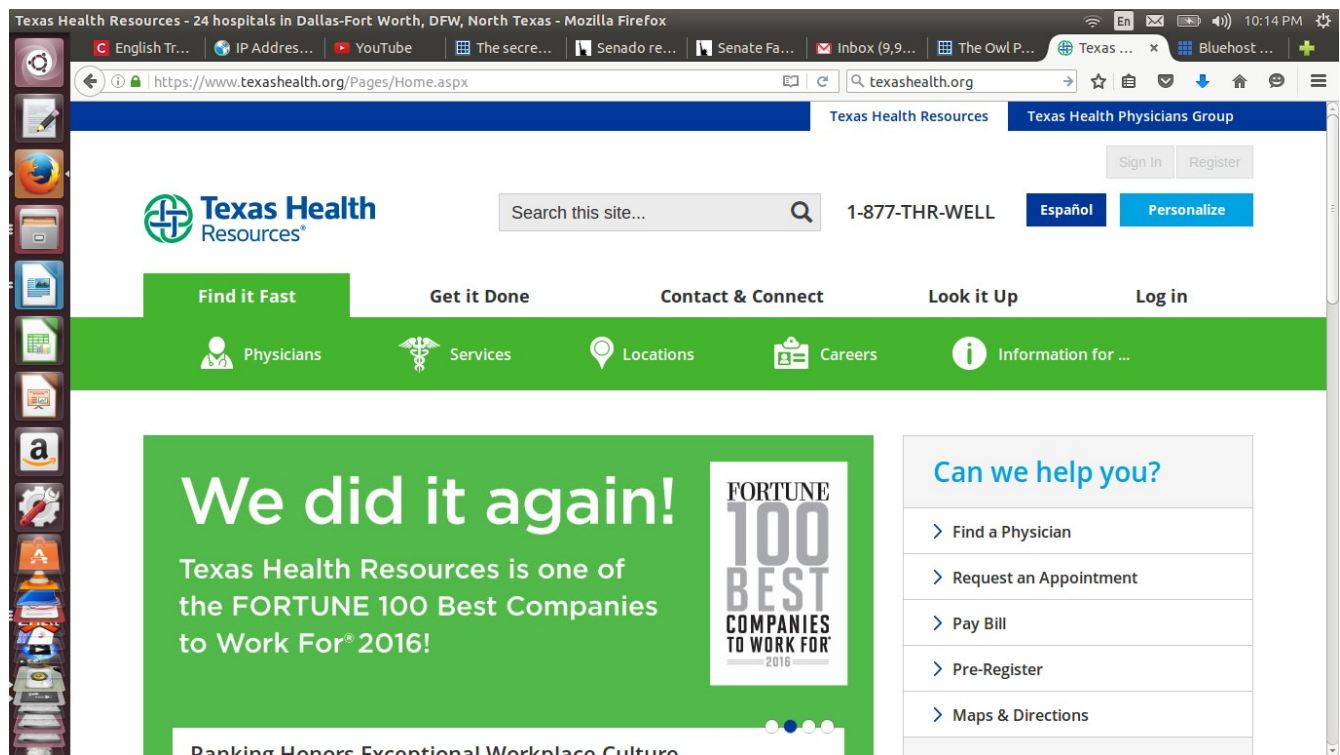 Texas Health Resources - 24 hospitals in Dallas-Fort Worth, DFW, North Texas - Mozilla Firefox
En
10:14 PM
English Tr...
IP Addres...
YouTube
The secre...
Senado re...
Senate Fa...
Inbox (9,9...
The Owl P...
Texas ...
Bluehost ...
https://www.texashealth.org/Pages/Home.aspx
texashealth.org
Texas Health Resources
Texas Health Physicians Group
Sign In
Register
Texas Health
Resources®
Search this site...
1-877-THR-WELL
Español
Personalize
Find it Fast
Get it Done
Contact & Connect
Look it Up
Log in
Physicians
Services
Locations
Careers
Information for ...
We did it again!
Texas Health Resources is one of
the FORTUNE 100 Best Companies
to Work For® 2016!
FORTUNE
100
BEST
COMPANIES
TO WORK FOR
2016
Can we help you?
Find a Physician
Request an Appointment
Pay Bill
Pre-Register
Maps & Directions
Ranking Honors Exceptional Workplace Culture